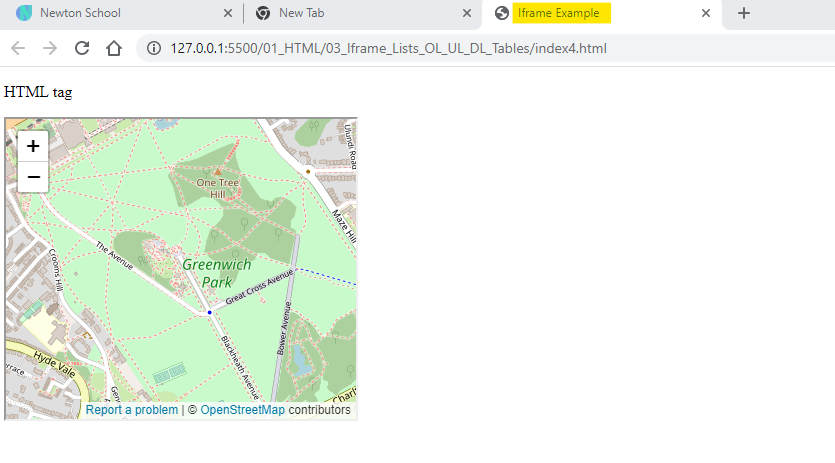 Newton School
New Tab
Iframe Example
127.0.0.1:5500/01_HTML/03_Iframe_Lists_OL_UL_DL_Tables/index4.html
HTML tag
+
−
Ulundi Road
One Tree
Hill
Maze Hill
The Avenue
Crooms Hill
Greenwich
Park
Great Cross Avenue
Bower Avenue
Blackheath Avenue
Hyde Vale
Report a problem | © OpenStreetMap contributors